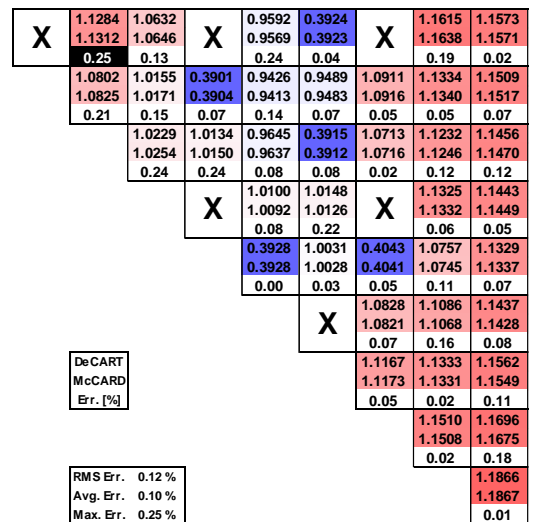 1.1284 1.0632 0.9592 0.3924 1.1615 1.1573
X 1.1312 1.0646 X 0.9569 0.3923 X 1.1638 1.1571
0.25 0.13 0.24 0.04 0.19 0.02
1.0802 1.0155 0.3901 0.9426 0.9489 1.0911 1.1334 1.1509
1.0825 1.0171 0.3904 0.9413 0.9483 1.0916 1.1340 1.1517
0.21 0.15 0.07 0.14 0.07 0.05 0.05 0.07
1.0229 1.0134 0.9645 0.3915 1.0713 1.1232 1.1456
1.0254 1.0150 0.9637 0.3912 1.0716 1.1246 1.1470
0.24 0.24 0.08 0.08 0.02 0.12 0.12
1.0100 1.0148 1.1325 1.1443
X 1.0092 1.0126 X 1.1332 1.1449
0.08 0.22 0.06 0.05
0.3928 1.0031 0.4043 1.0757 1.1329
0.3928 1.0028 0.4041 1.0745 1.1337
0.00 0.03 0.05 0.11 0.07
1.0828 1.1086 1.1437
X 1.0821 1.1068 1.1428
0.07 0.16 0.08
DeCART 1.1167 1.1333 1.1562
McCARD 1.1173 1.1331 1.1549
Err. [%] 0.05 0.02 0.11
1.1510 1.1696
1.1508 1.1675
0.02 0.18
RMS Err. 0.12 % 1.1866
Avg. Err. 0.10 % 1.1867
Max. Err. 0.25 % 0.01